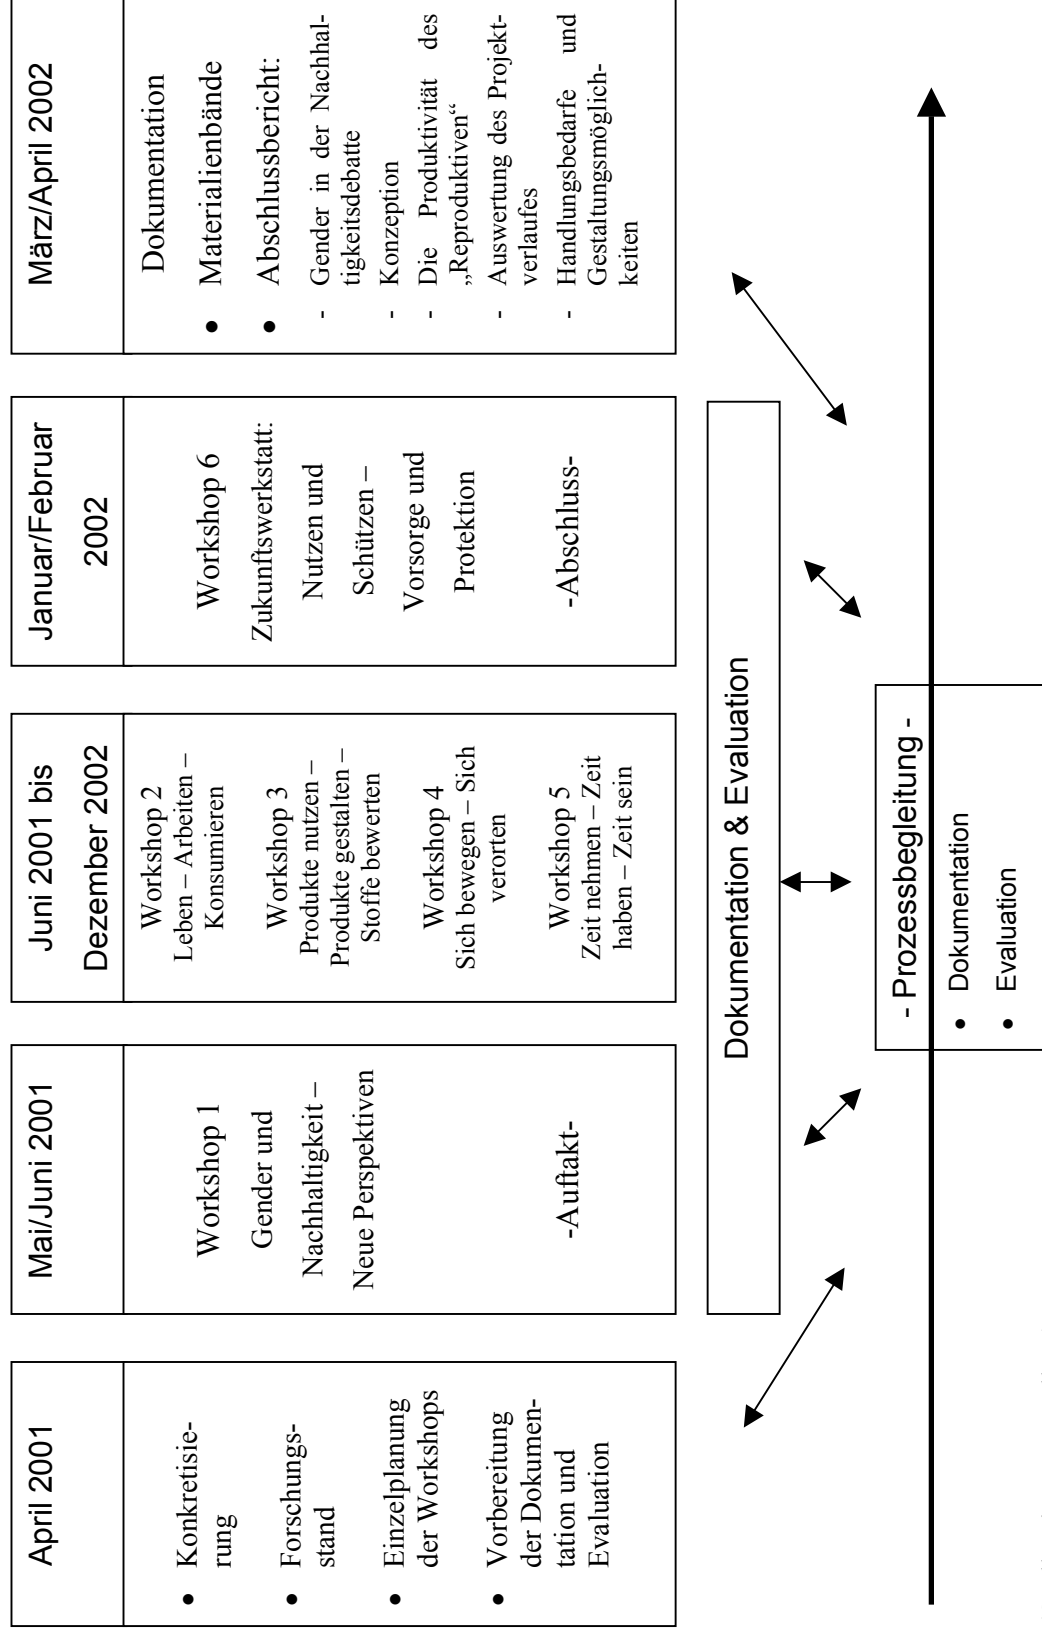 April 2001
• Konkretisie-
rung
• Forschungs-
stand
• Einzelplanung
der Workshops
• Vorbereitung
der Dokumen-
tation und
Evaluation
Mai/Juni 2001
Workshop 1
Gender und
Nachhaltigkeit –
Neue Perspektiven
-Auftakt-
Juni 2001 bis
Dezember 2002
Workshop 2
Leben – Arbeiten –
Konsumieren
Workshop 3
Produkte nutzen –
Produkte gestalten –
Stoffe bewerten
Workshop 4
Sich bewegen – Sich
verorten
Workshop 5
Zeit nehmen – Zeit
haben – Zeit sein
Januar/Februar
2002
Workshop 6
Zukunftswerkstatt:
Nutzen und
Schützen –
Vorsorge und
Protektion
-Abschluss-
März/April 2002
Dokumentation
• Materialienbände
• Abschlussbericht:
- Gender in der Nachhal-
tigkeitsdebatte
- Konzeption
- Die Produktivität des
„Reproduktiven“
- Auswertung des Projekt-
verlaufes
- Handlungsbedarfe und
Gestaltungsmöglich-
keiten
Dokumentation & Evaluation
- Prozessbegleitung -
• Dokumentation
• Evaluation